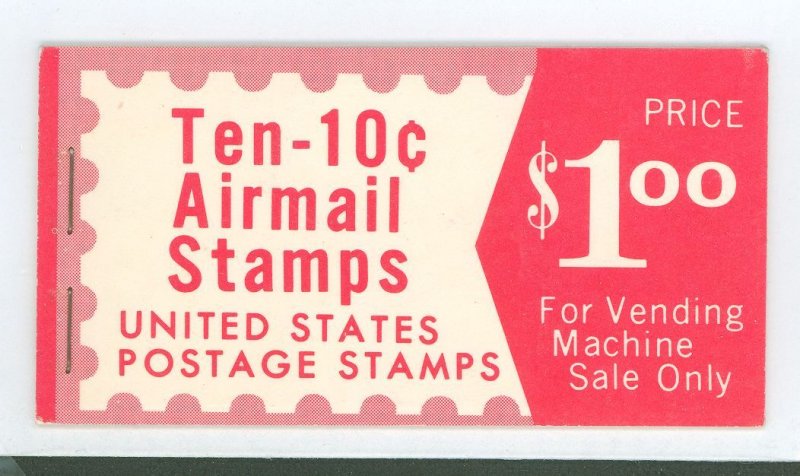 Ten-10¢
Airmail
Stamps
UNITED STATES
POSTAGE STAMPS
PRICE
$1.00
For Vending
Machine
Sale Only